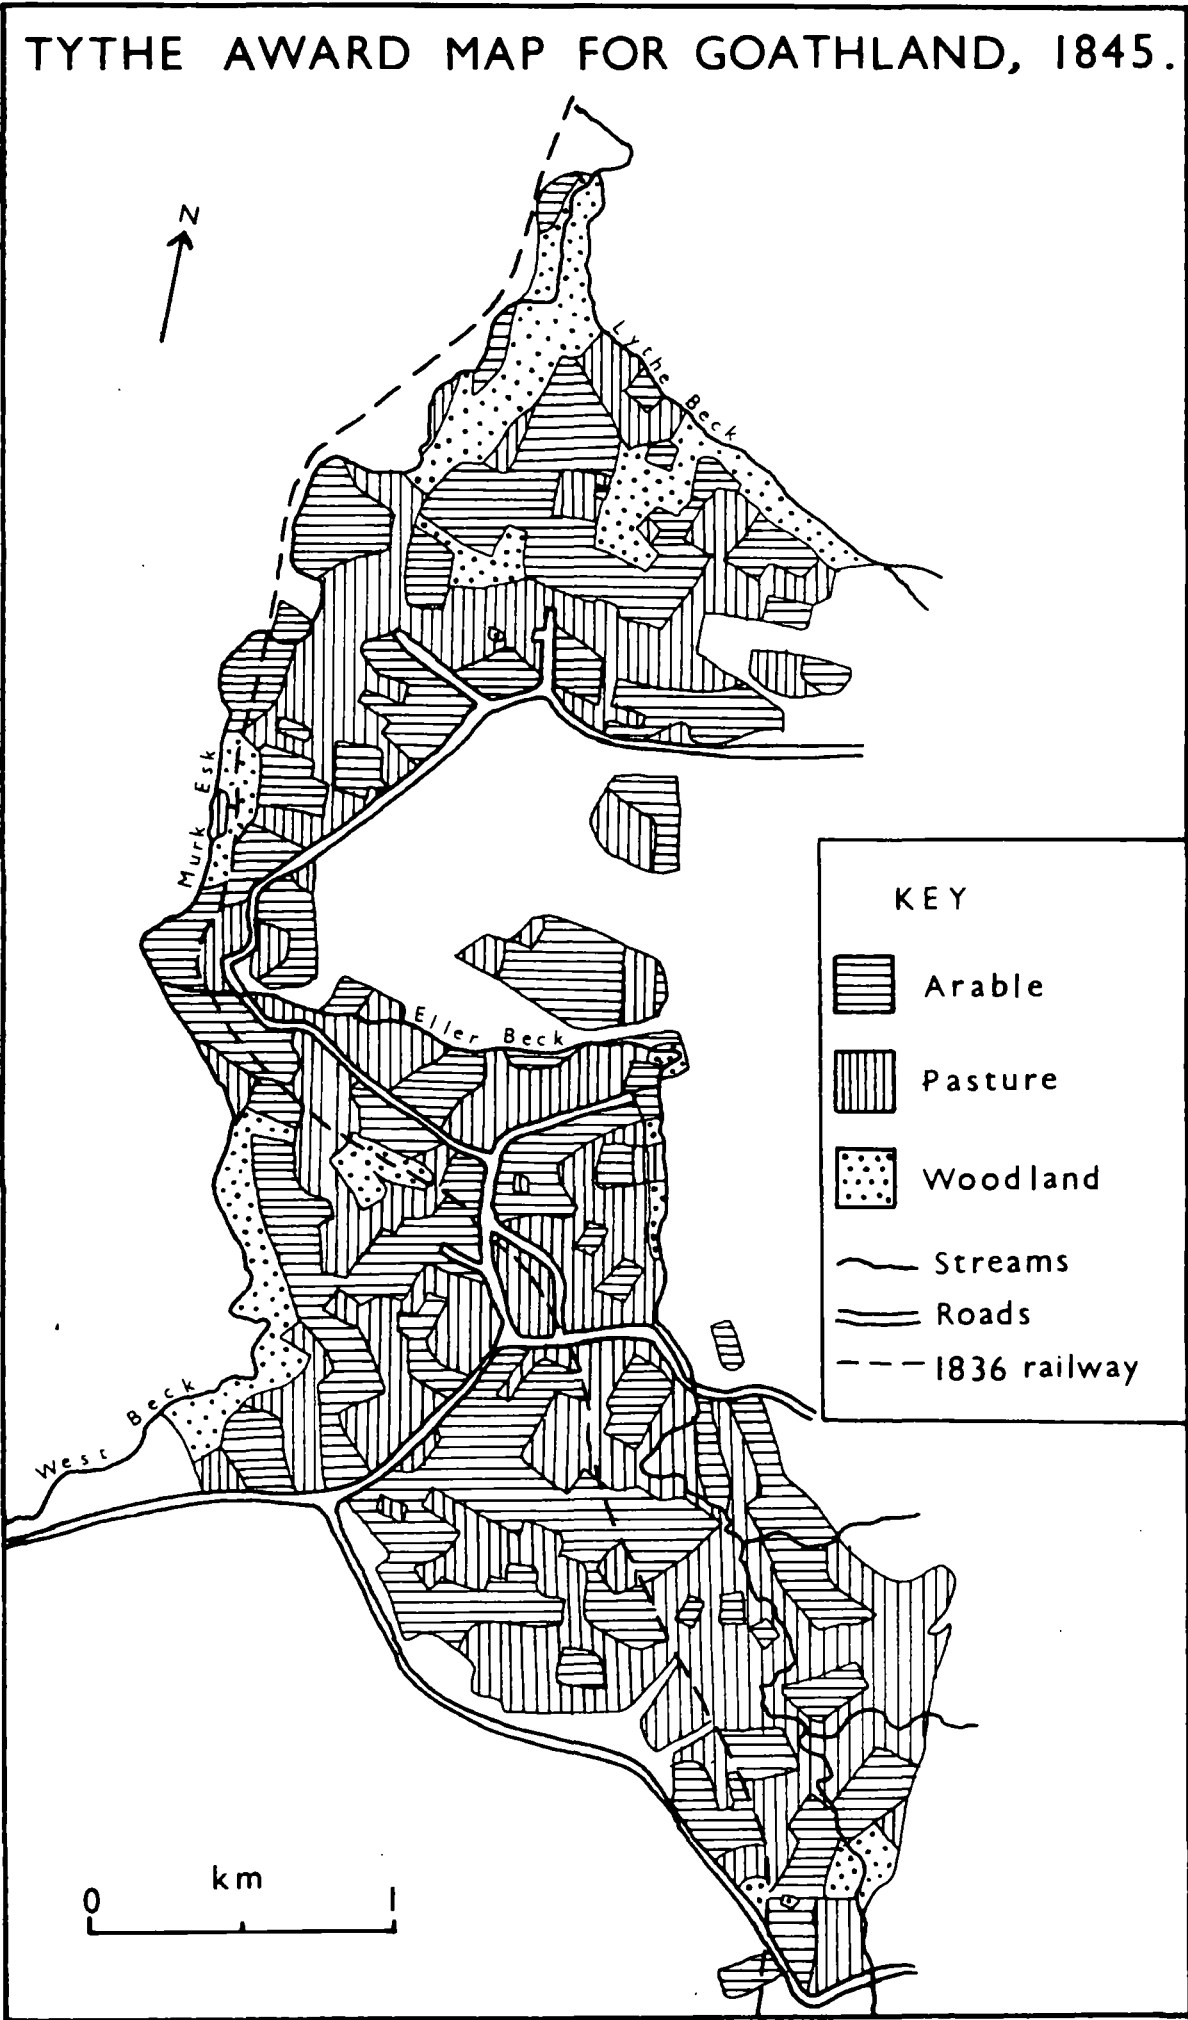 TYTHE AWARD MAP FOR GOATHLAND, 1845.
N
Lythe Beck
Murk Esk
Eller Beck
West Beck
KEY
Arable
Pasture
Woodland
Streams
Roads
1836 railway
km
0 1